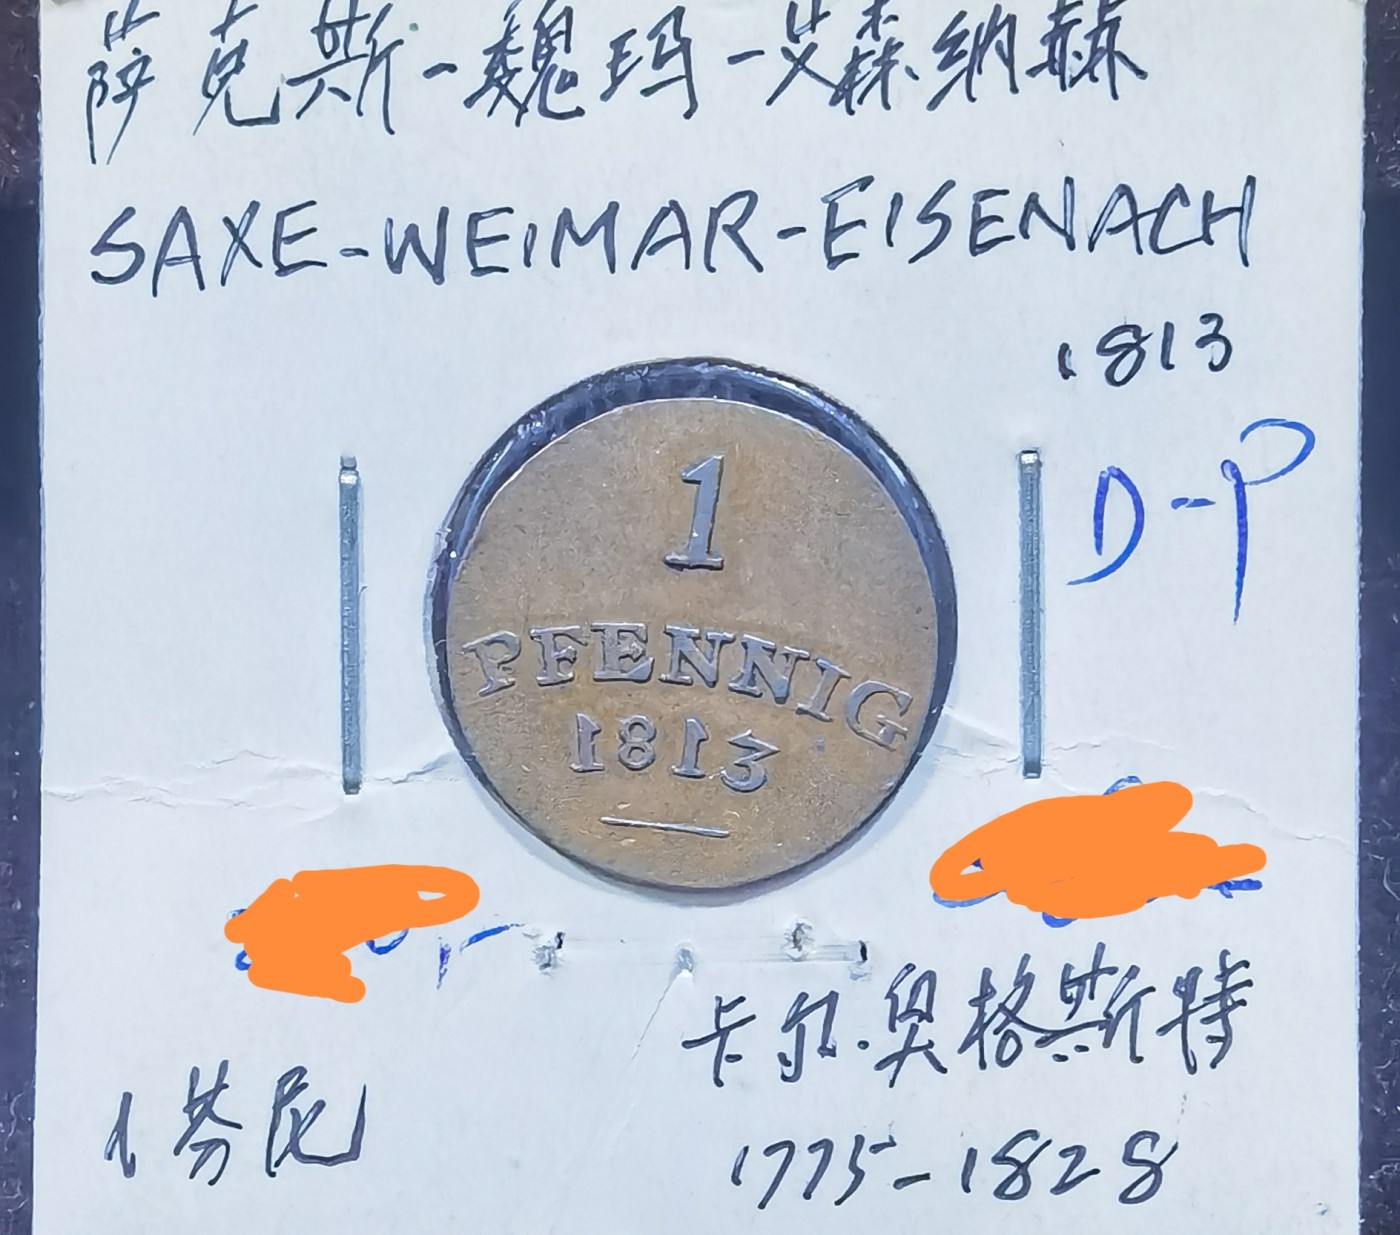 萨克斯-魏玛-艾森纳赫
SAXE-WEIMAR-EISENACH
1813
D-P
1
PFENNIG
1813
卡尔.奥格斯特
1芬尼
1775-1828